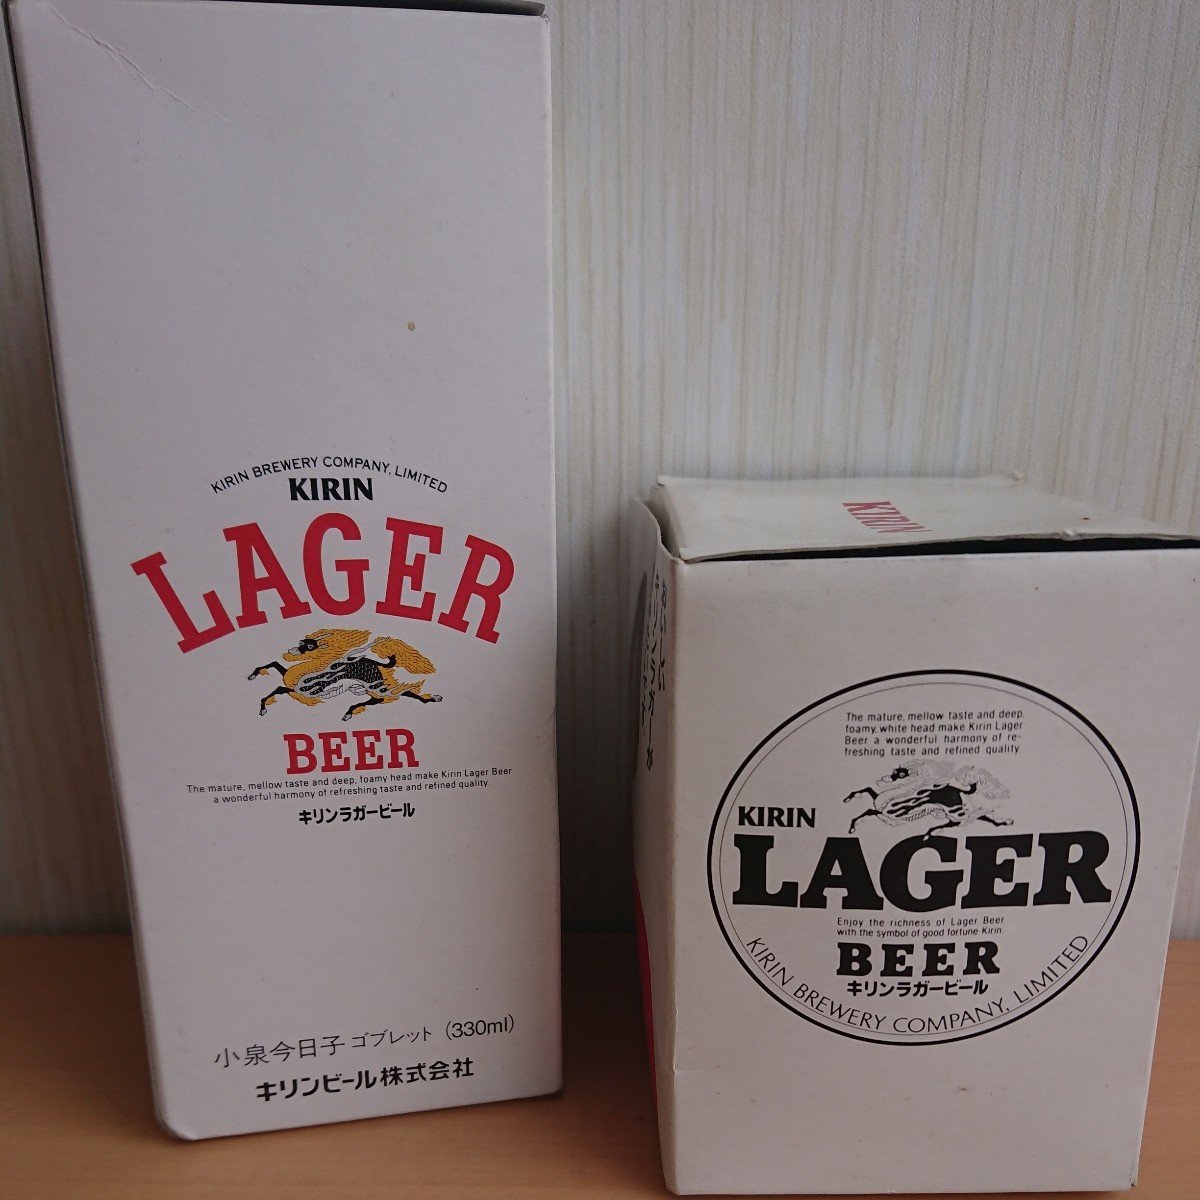 KIRIN BREWERY COMPANY, LIMITED
KIRIN
LAGER
BEER
The mature, mellow taste and deep, foamy head make Kirin Lager Beer
a wonderful harmony of refreshing taste and refined quality.
キリンラガービール
小泉今日子 ゴブレット (330ml)
キリンビール株式会社
KIRIN
The mature, mellow taste and deep,
foamy, white head make Kirin Lager
Beer a wonderful harmony of re-
freshing taste and refined quality.
KIRIN
LAGER
Enjoy the richness of Lager Beer
with the symbol of good fortune Kirin.
BEER
キリンラガービール
KIRIN BREWERY COMPANY, LIMITED